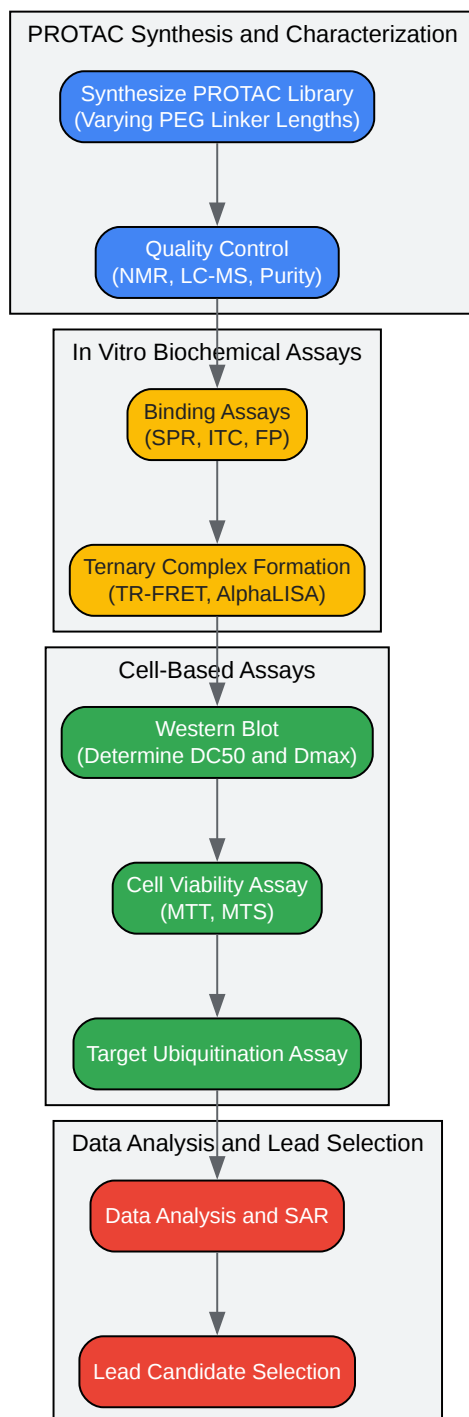 PROTAC Synthesis and Characterization
Synthesize PROTAC Library
(Varying PEG Linker Lengths)
Quality Control
(NMR, LC-MS, Purity)
In Vitro Biochemical Assays
Binding Assays
(SPR, ITC, FP)
Ternary Complex Formation
(TR-FRET, AlphaLISA)
Cell-Based Assays
Western Blot
(Determine DC50 and Dmax)
Cell Viability Assay
(MTT, MTS)
Target Ubiquitination Assay
Data Analysis and Lead Selection
Data Analysis and SAR
Lead Candidate Selection